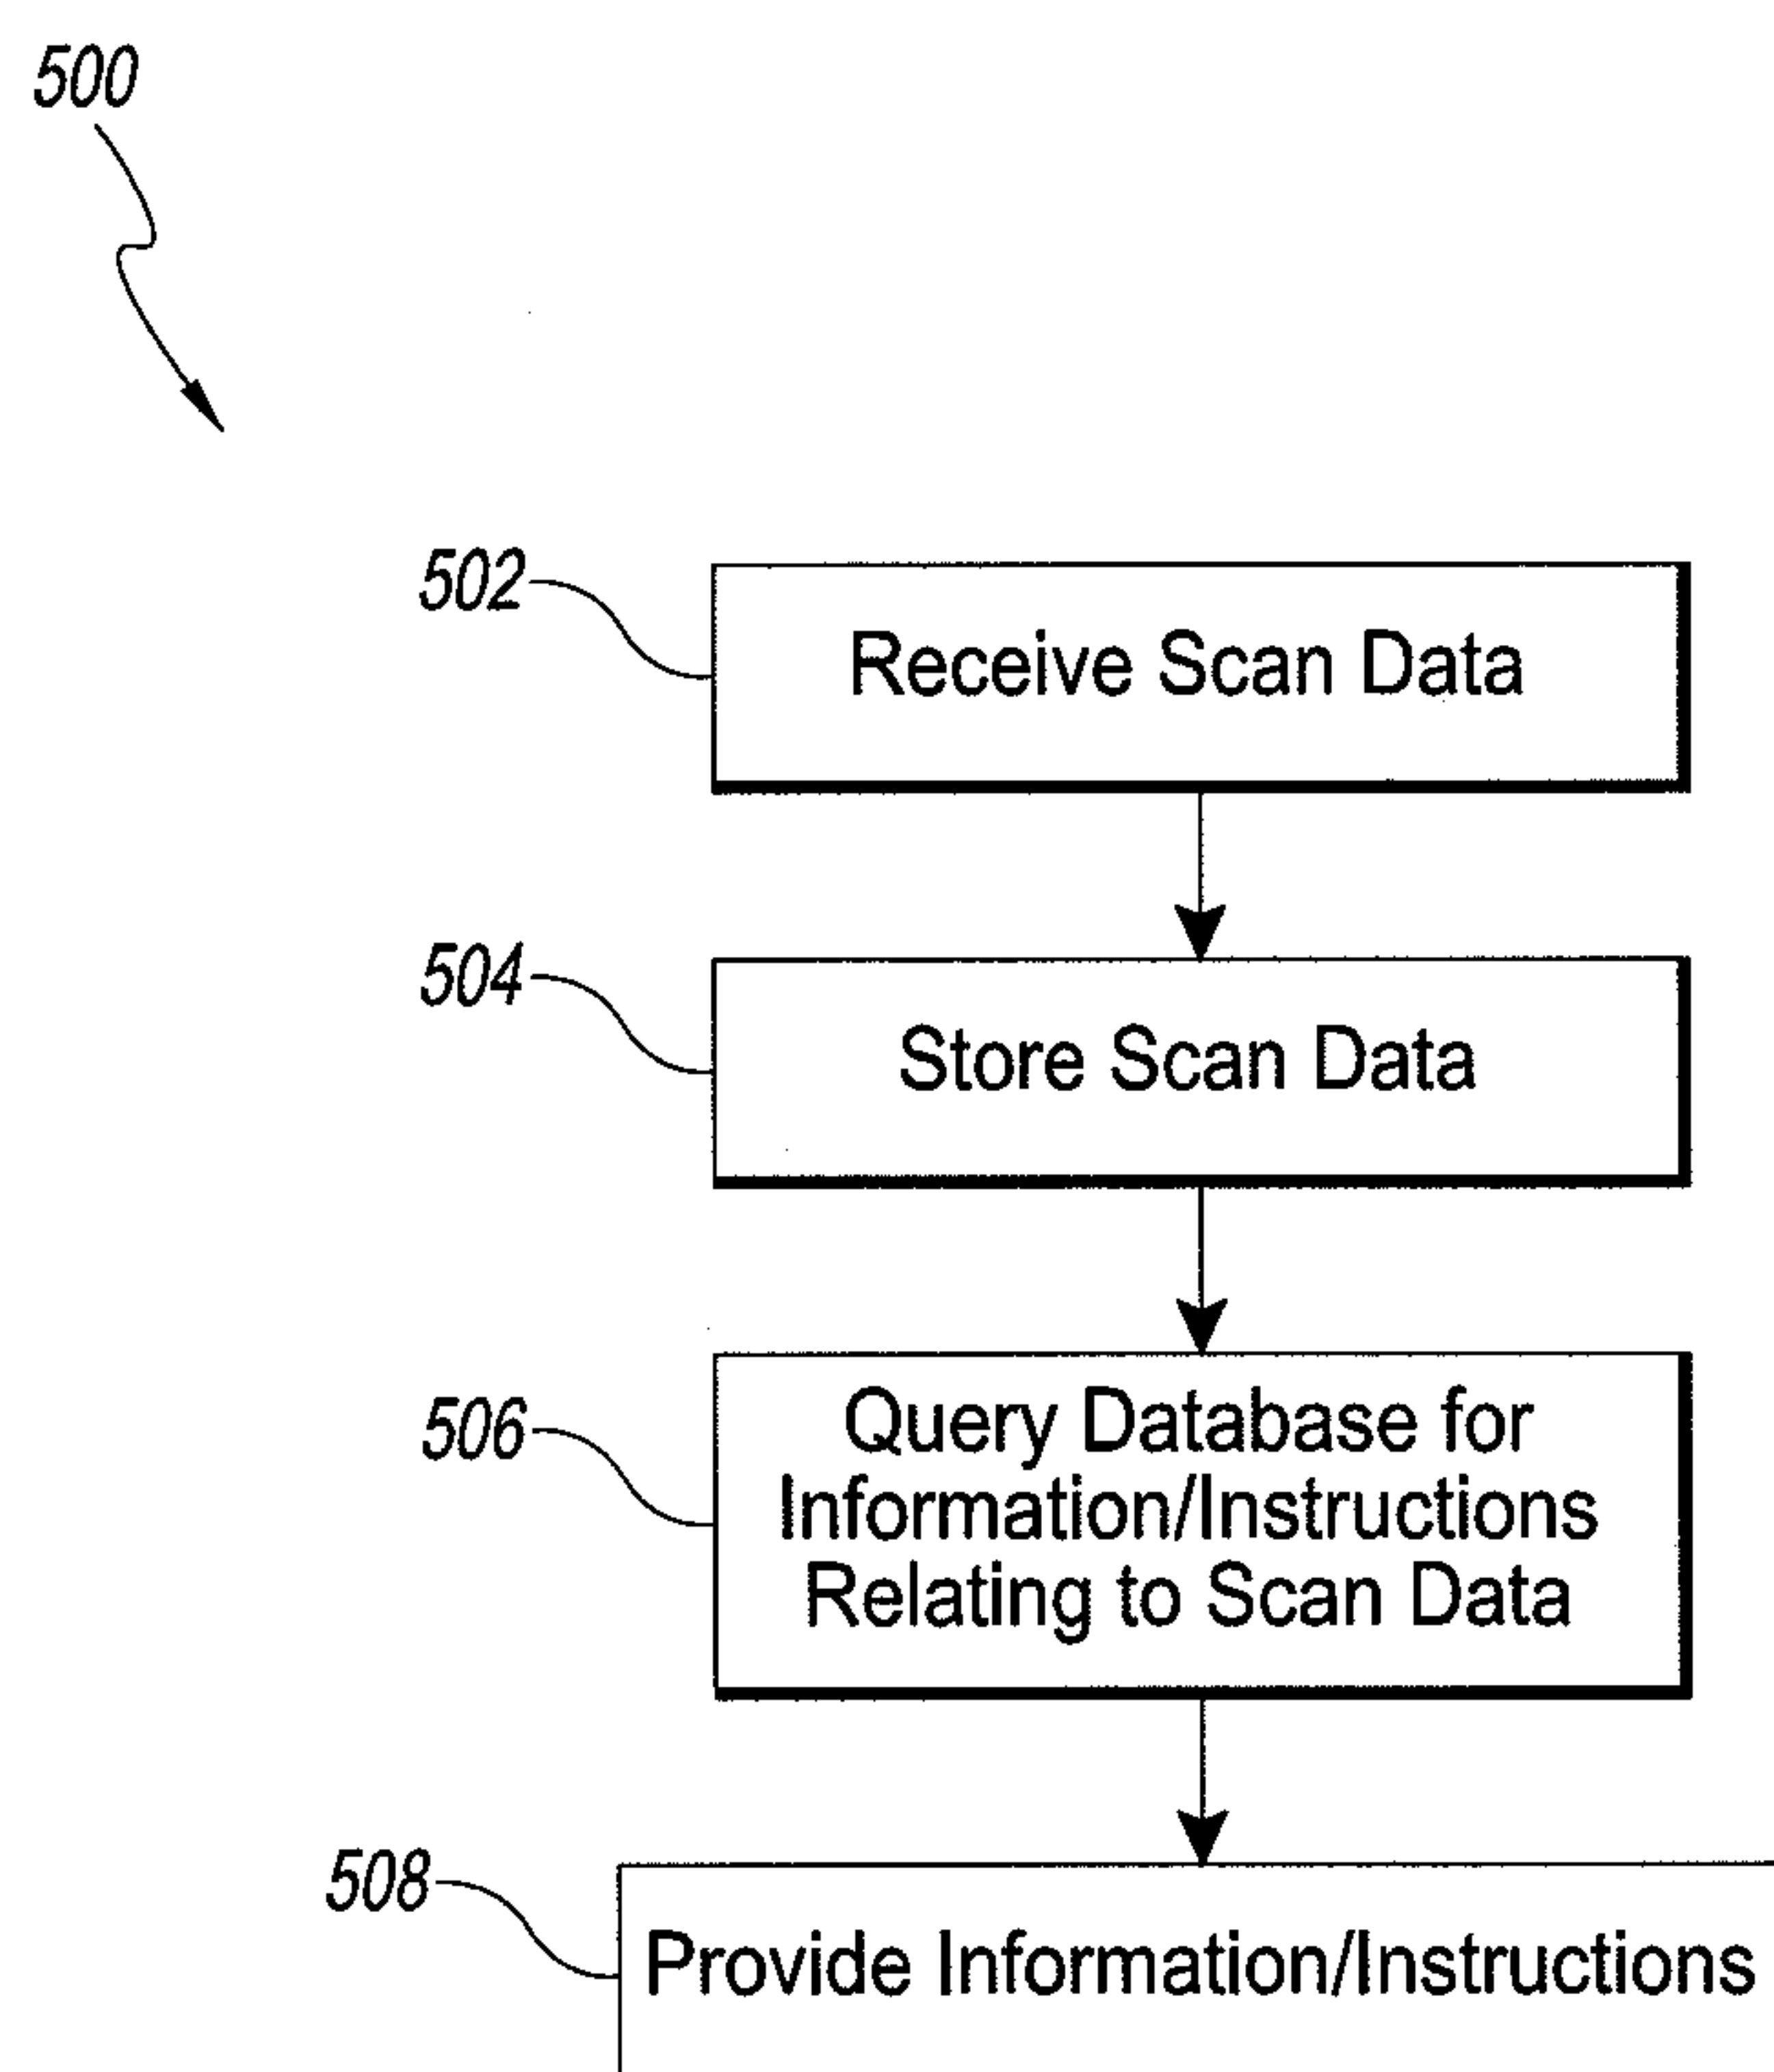 500
502
Receive Scan Data
504
Store Scan Data
506
Query Database for
Information/Instructions
Relating to Scan Data
508
Provide Information/Instructions